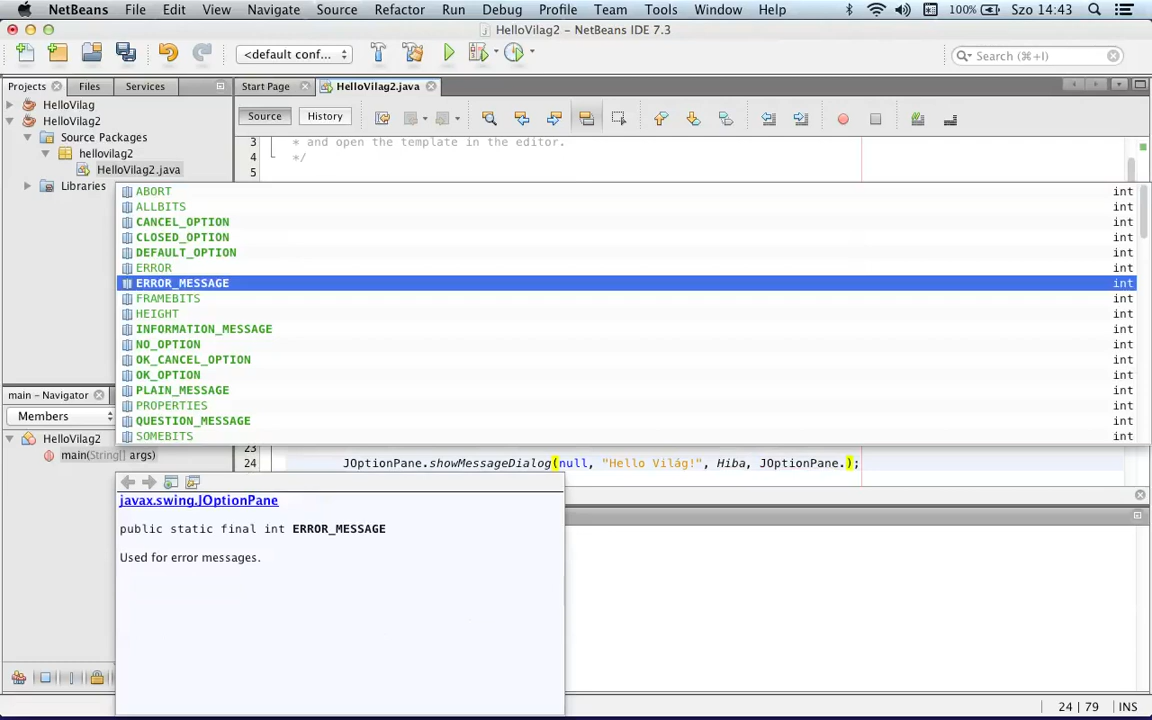 NetBeans File Edit View Navigate Source Refactor Run Debug Profile Team Tools Window Help 100% Szo 14:43
HelloVilag2 - NetBeans IDE 7.3
<default conf... Search (⌘+I)
Projects Files Services Start Page HelloVilag2.java
HelloVilag
HelloVilag2
Source Packages
hellovilag2
HelloVilag2.java
Libraries
Source History
3 * and open the template in the editor.
4 */
5
ABORT int
ALLBITS int
CANCEL_OPTION int
CLOSED_OPTION int
DEFAULT_OPTION int
ERROR int
ERROR_MESSAGE int
FRAMEBITS int
HEIGHT int
INFORMATION_MESSAGE int
NO_OPTION int
OK_CANCEL_OPTION int
OK_OPTION int
PLAIN_MESSAGE int
PROPERTIES int
QUESTION_MESSAGE int
SOMEBITS int
main - Navigator
Members
HelloVilag2
main(String[] args)
23
24 JOptionPane.showMessageDialog(null, "Hello Világ!", Hiba, JOptionPane.);
javax.swing.JOptionPane
public static final int ERROR_MESSAGE
Used for error messages.
24 | 79 INS